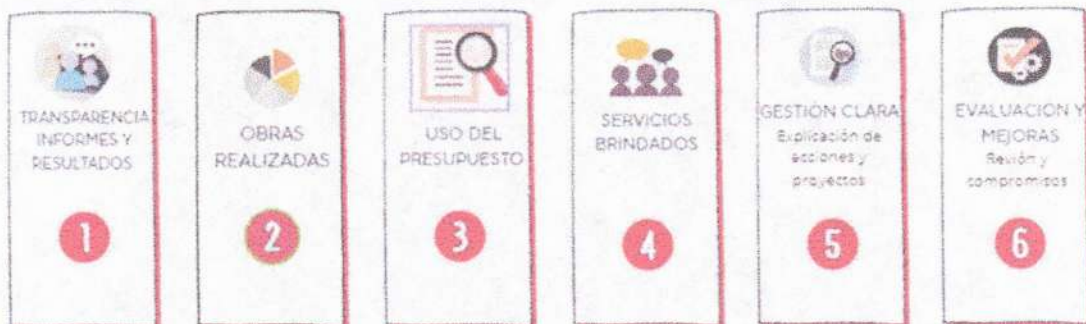 TRANSPARENCIA
INFORMES Y
RESULTADOS
1
OBRAS
REALIZADAS
2
USO DEL
PRESUPUESTO
3
SERVICIOS
BRINDADOS
4
GESTIÓN CLARA
Explicación de
acciones y
proyectos
5
EVALUACIÓN Y
MEJORAS
Revión y
compromisos
6